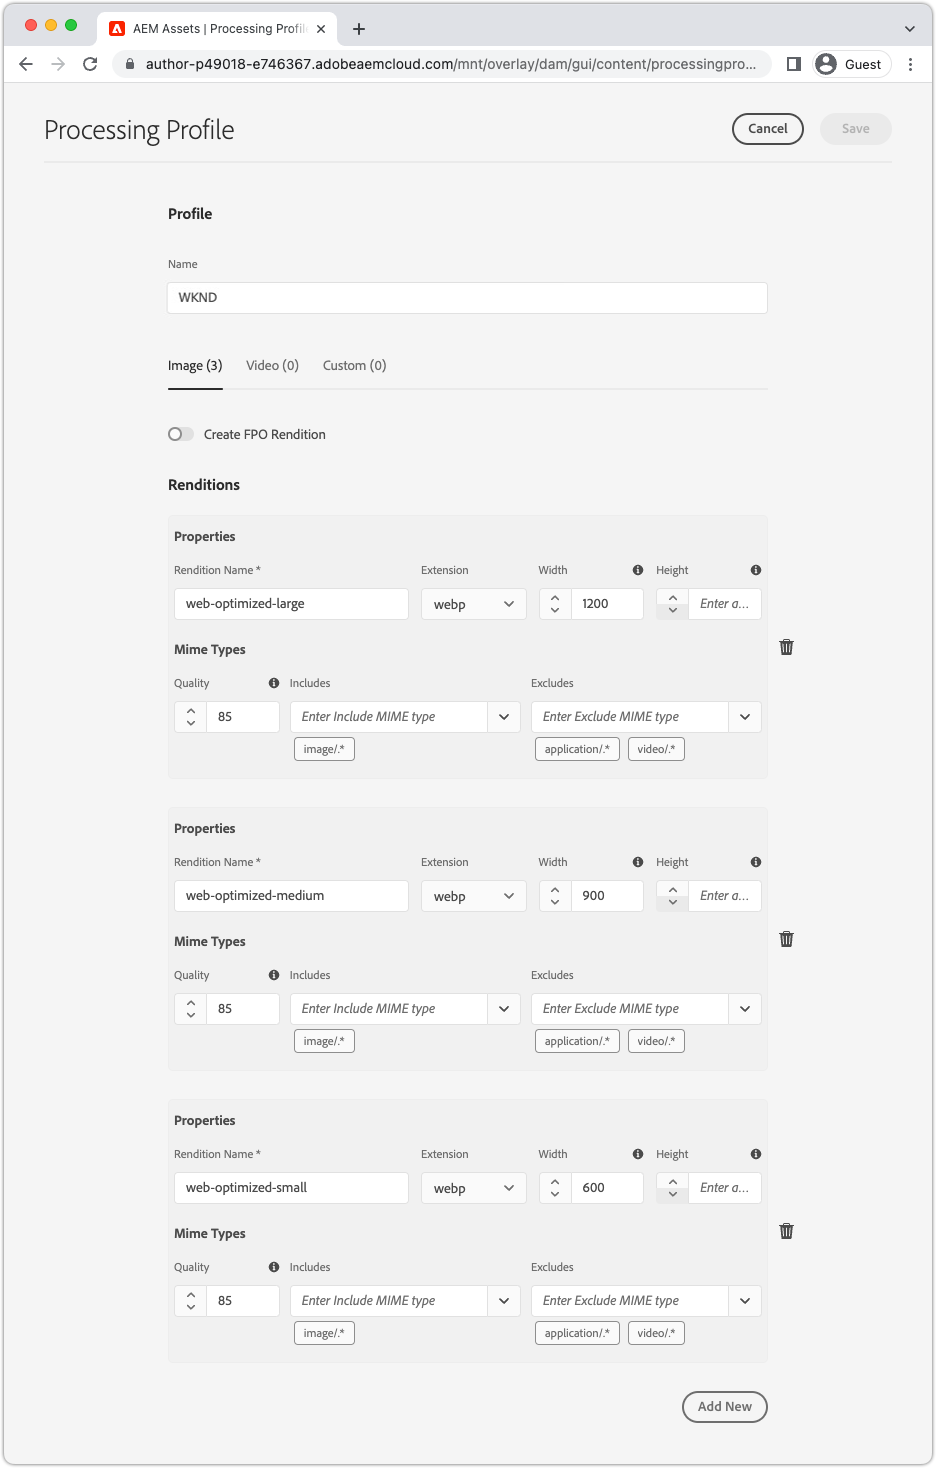 AEM Assets | Processing Profil
author-p49018-e746367.adobeaemcloud.com/mnt/overlay/dam/gui/content/processingpro...
Guest
Processing Profile
Cancel
Save
Profile
Name
WKND
Image (3) Video (0) Custom (0)
Create FPO Rendition
Renditions
Properties
Rendition Name * Extension Width Height
web-optimized-large webp 1200 Enter a...
Mime Types
Quality Includes Excludes
85 Enter Include MIME type Enter Exclude MIME type
image/.* application/.* video/.*
Properties
Rendition Name * Extension Width Height
web-optimized-medium webp 900 Enter a...
Mime Types
Quality Includes Excludes
85 Enter Include MIME type Enter Exclude MIME type
image/.* application/.* video/.*
Properties
Rendition Name * Extension Width Height
web-optimized-small webp 600 Enter a...
Mime Types
Quality Includes Excludes
85 Enter Include MIME type Enter Exclude MIME type
image/.* application/.* video/.*
Add New